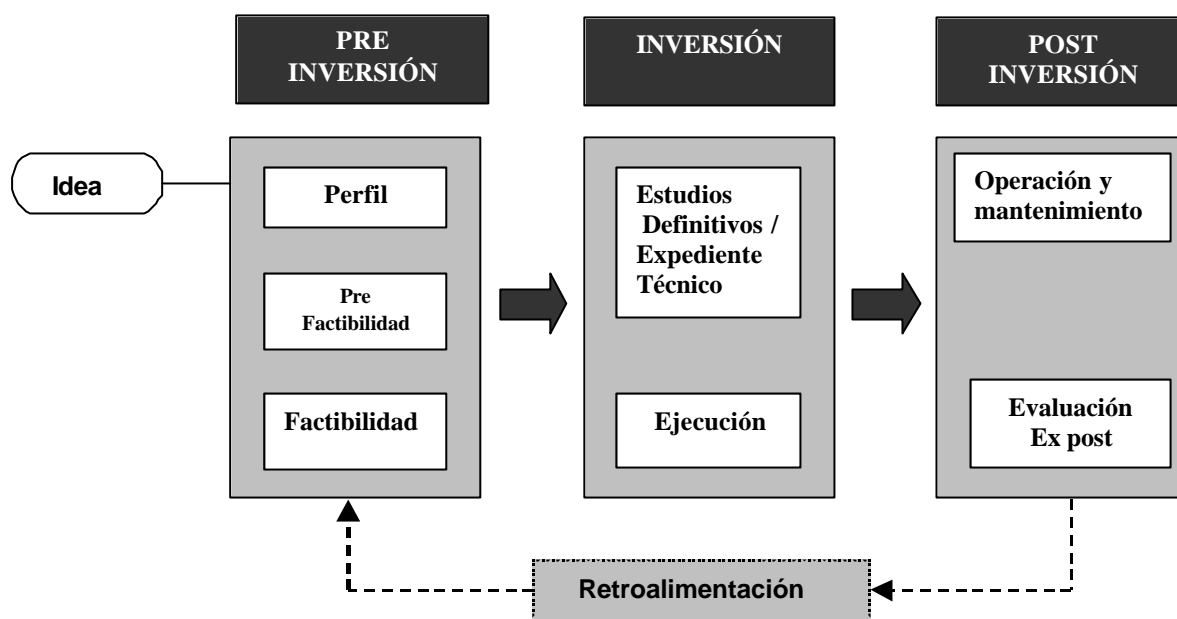 PRE
INVERSIÓN
INVERSIÓN
POST
INVERSIÓN
Idea
Perfil
Pre
Factibilidad
Factibilidad
Estudios
Definitivos /
Expediente
Técnico
Ejecución
Operación y
mantenimiento
Evaluación
Ex post
Retroalimentación